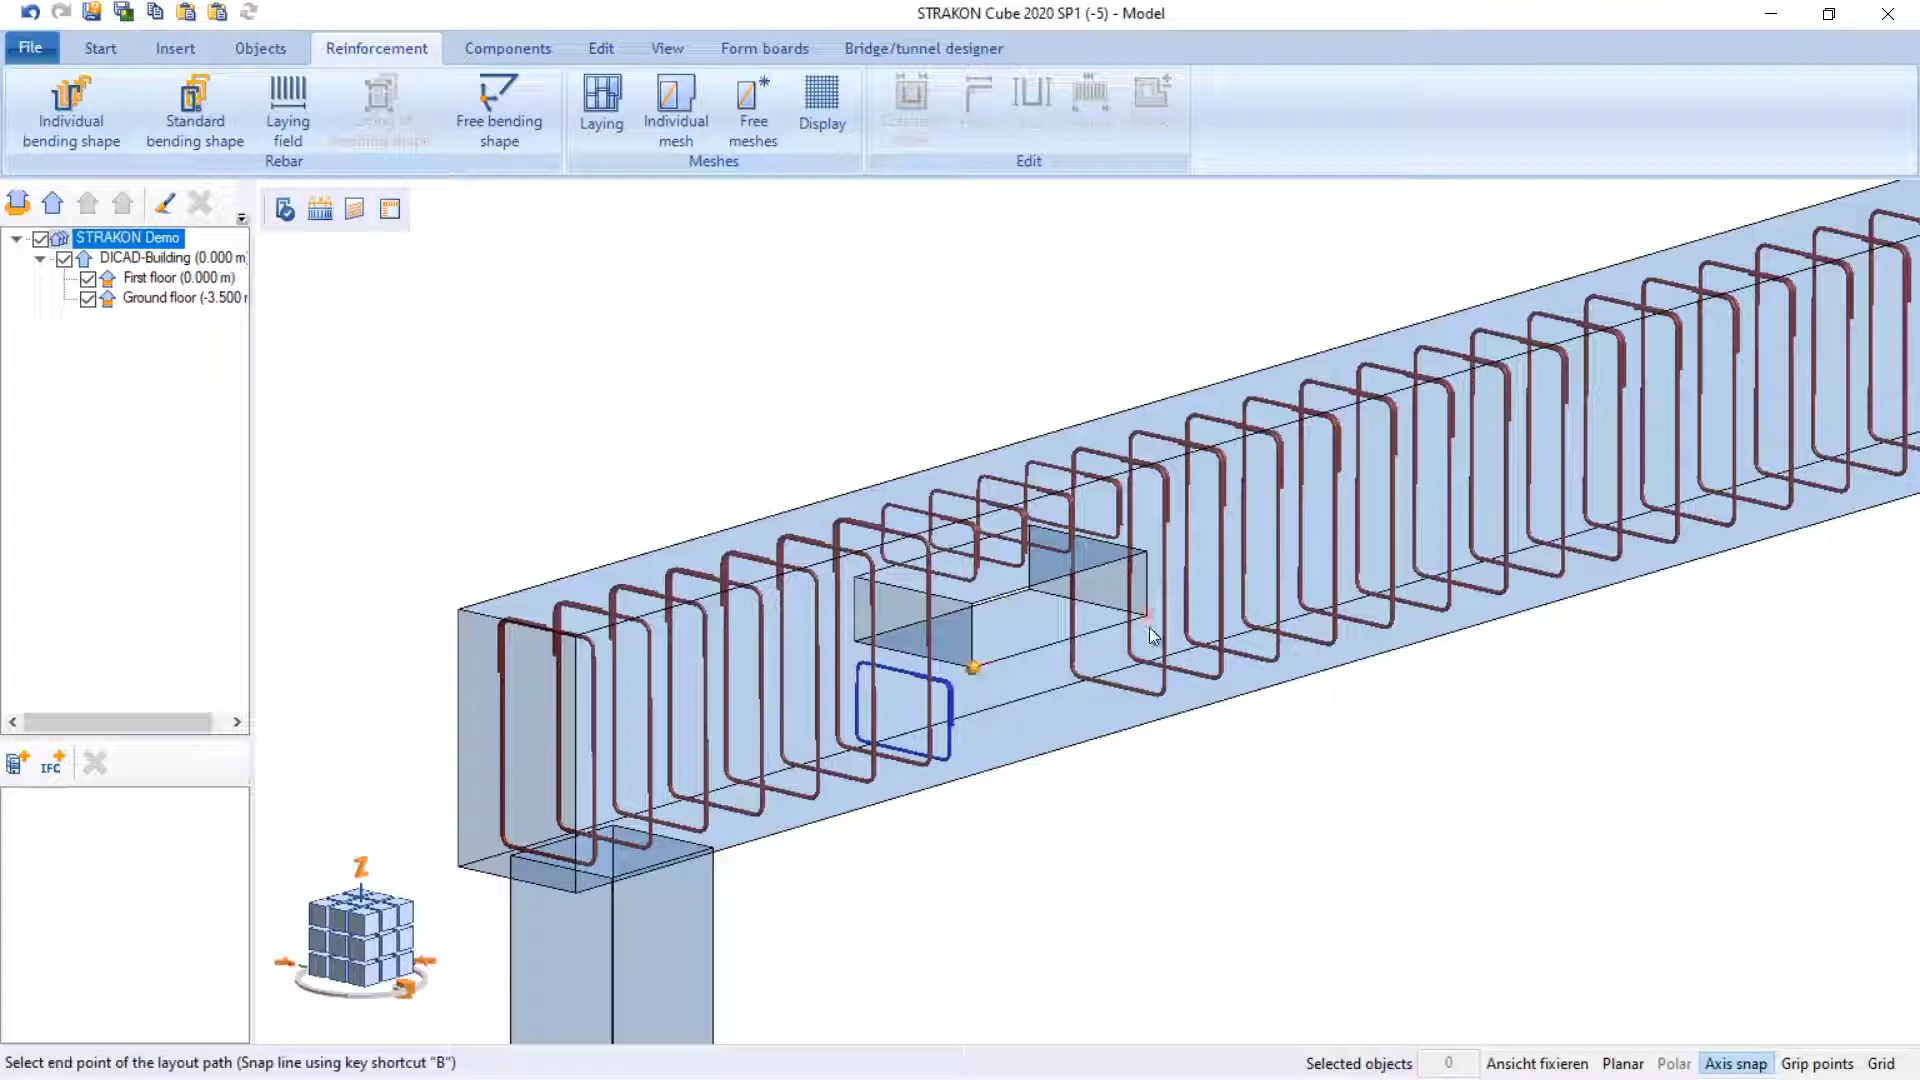 STRAKON Cube 2020 SP1 (-5) - Model
File Start Insert Objects Reinforcement Components Edit View Form boards Bridge/tunnel designer
Individual bending shape
Standard bending shape
Laying field
Free bending shape
Laying
Individual mesh
Free meshes
Display
Rebar
Meshes
Edit
STRAKON Demo
DICAD-Building (0.000 m
First floor (0.000 m)
Ground floor (-3.500 r
IFC
Z
Select end point of the layout path (Snap line using key shortcut "B")
Selected objects 0 Ansicht fixieren Planar Polar Axis snap Grip points Grid